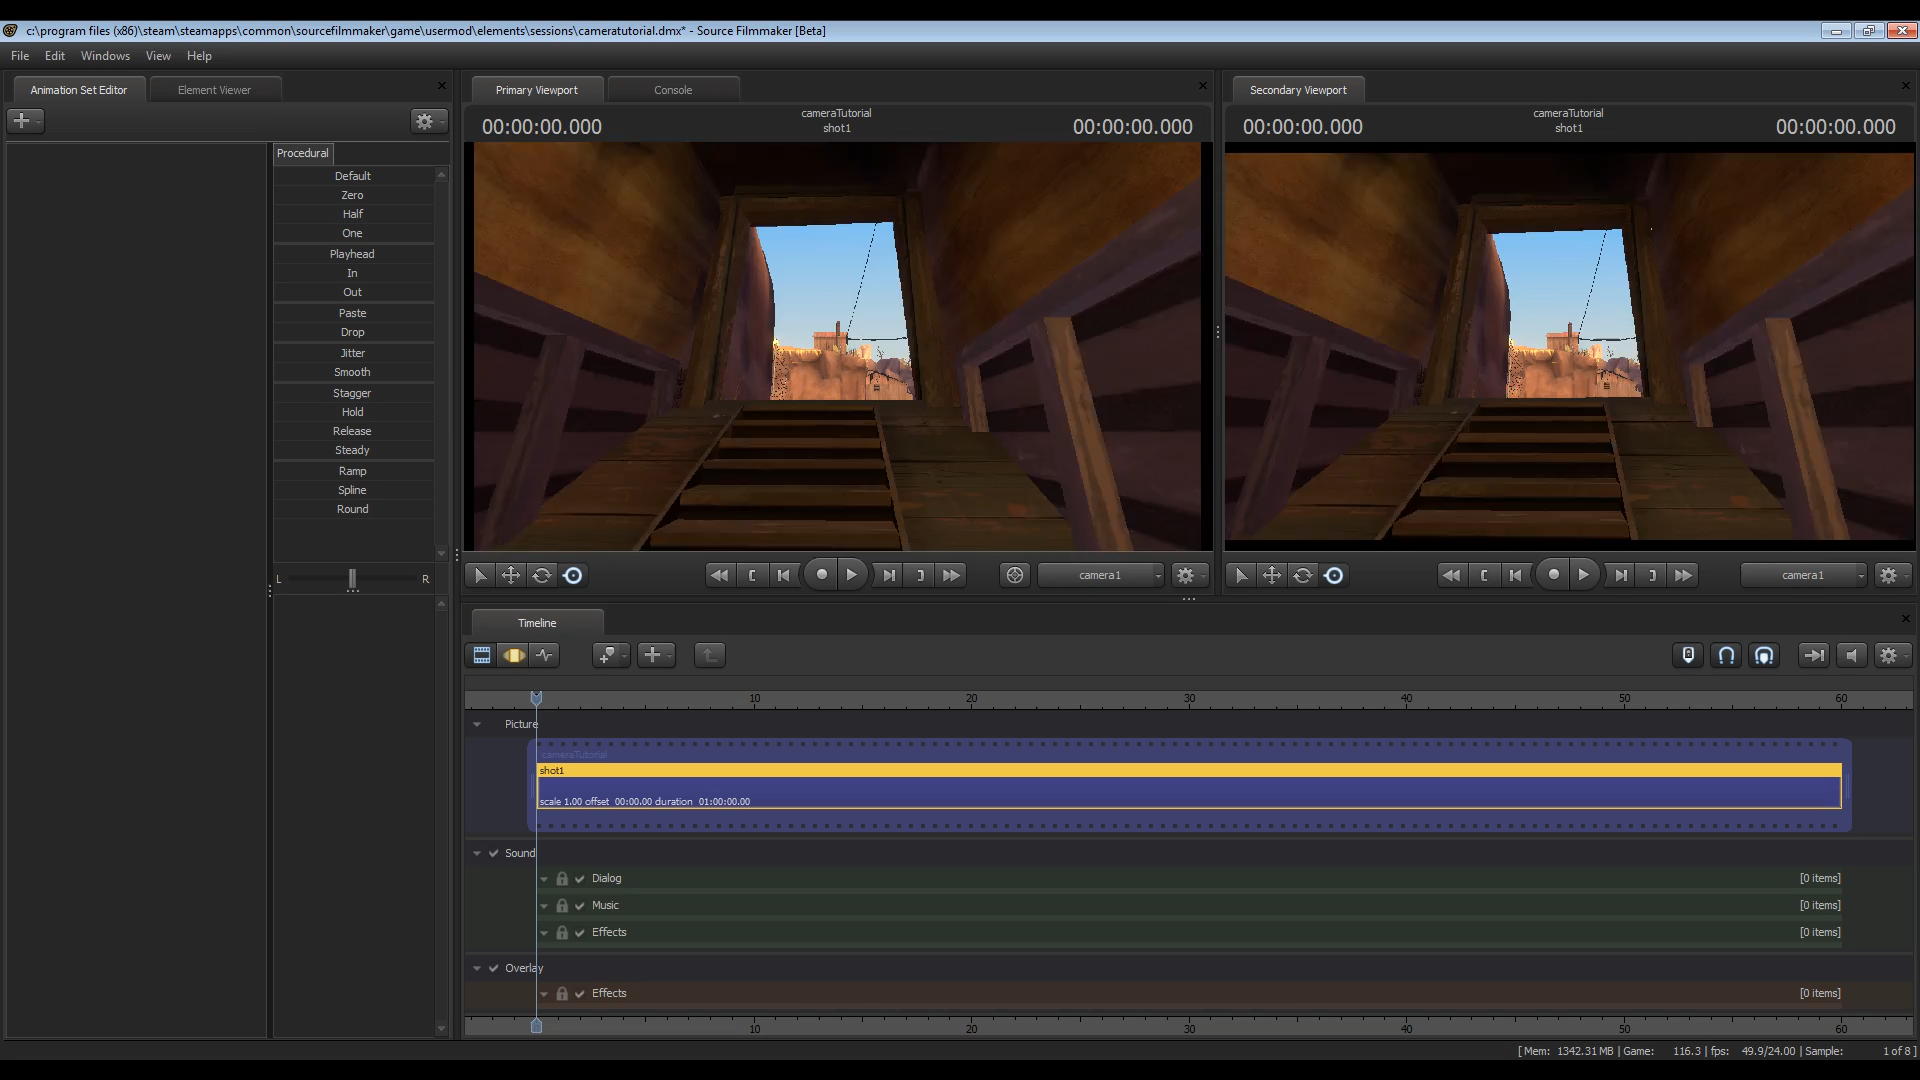 c:\program files (x86)\steam\steamapps\common\sourcefilmmaker\game\usermod\elements\sessions\cameratutorial.dmx* - Source Filmmaker [Beta]
File Edit Windows View Help
Animation Set Editor
Element Viewer
Procedural
Default
Zero
Half
One
Playhead
In
Out
Paste
Drop
Jitter
Smooth
Stagger
Hold
Release
Steady
Ramp
Spline
Round
L R
Primary Viewport
Console
00:00:00.000
cameraTutorial
shot1
00:00:00.000
camera1
Secondary Viewport
00:00:00.000
cameraTutorial
shot1
00:00:00.000
camera1
Timeline
10 20 30 40 50 60
Picture
cameraTutorial
shot1
scale 1.00 offset 00:00.00 duration 01:00:00.00
Sound
Dialog [0 items]
Music [0 items]
Effects [0 items]
Overlay
Effects [0 items]
10 20 30 40 50 60
[ Mem: 1342.31 MB | Game: 116.3 | fps: 49.9/24.00 | Sample: 1 of 8 ]